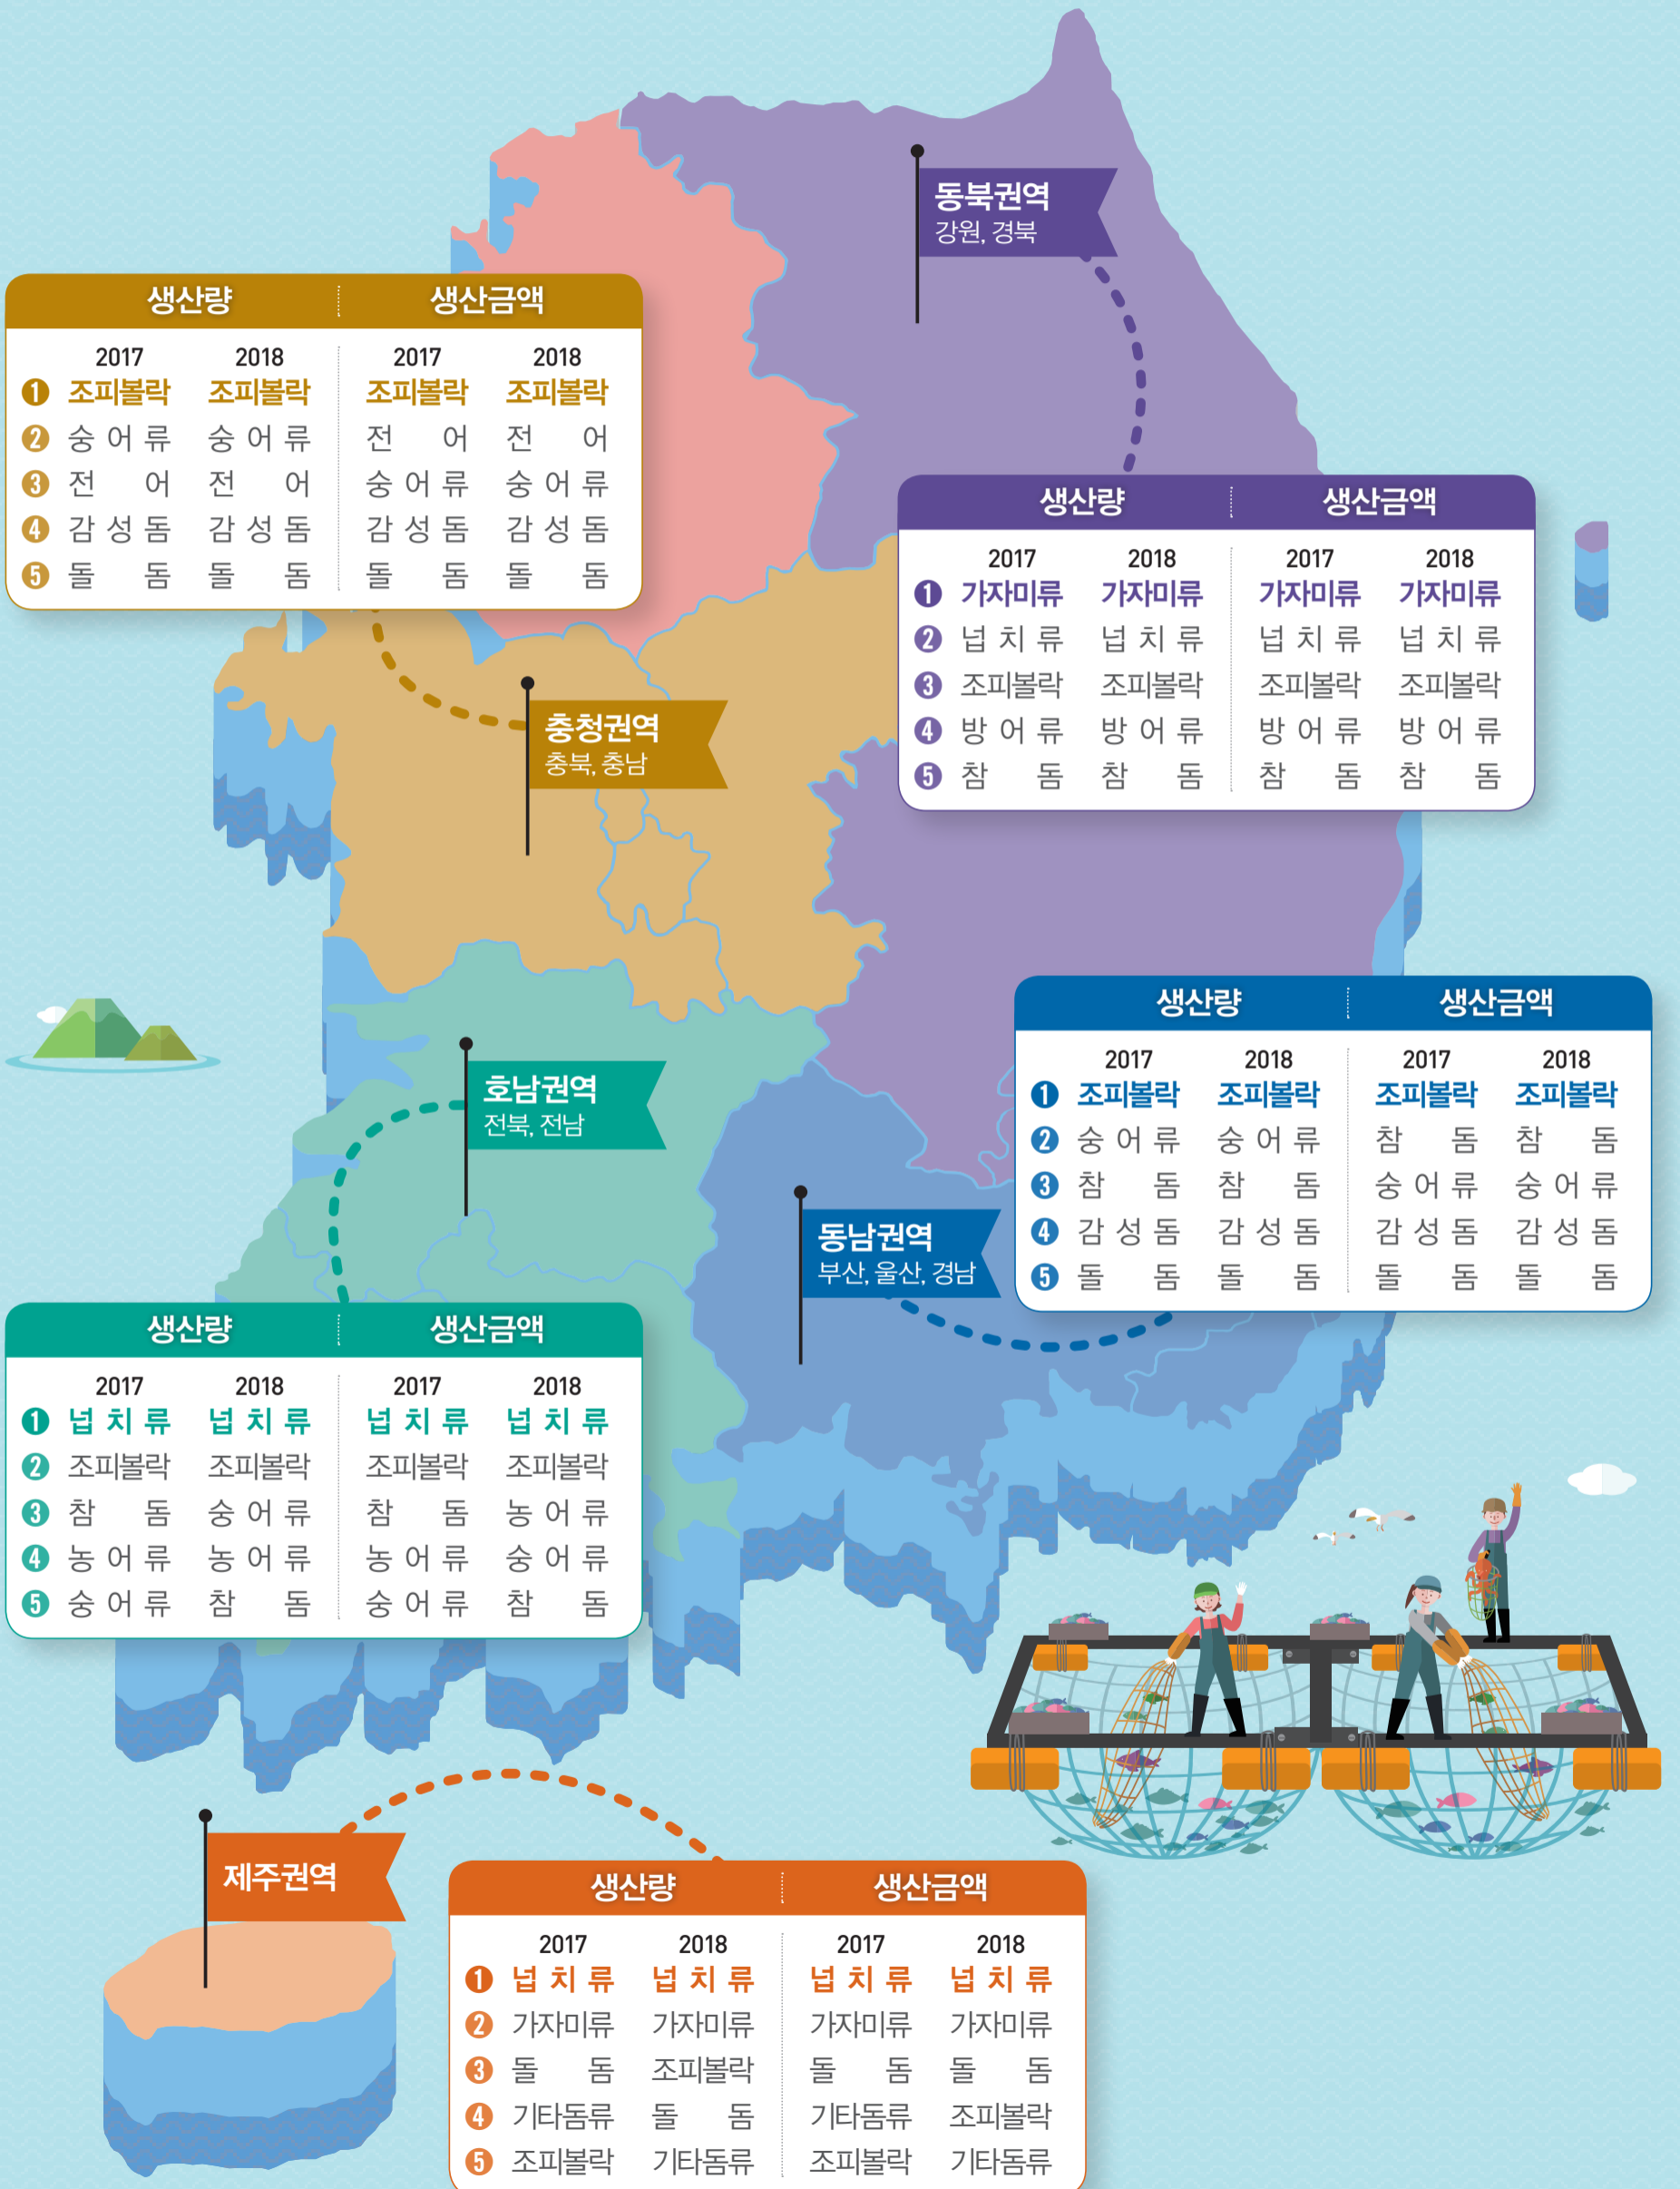 동북권역
강원, 경북
생산량 생산금액
2017 2018 2017 2018
1 조피볼락 조피볼락 조피볼락 조피볼락
2 숭어류 숭어류 전어 전어
3 전어 전어 숭어류 숭어류
4 감성돔 감성돔 감성돔 감성돔
5 돌돔 돌돔 돌돔 돌돔
생산량 생산금액
2017 2018 2017 2018
1 가자미류 가자미류 가자미류 가자미류
2 넙치류 넙치류 넙치류 넙치류
3 조피볼락 조피볼락 조피볼락 조피볼락
4 방어류 방어류 방어류 방어류
5 참돔 참돔 참돔 참돔
충청권역
충북, 충남
생산량 생산금액
2017 2018 2017 2018
1 조피볼락 조피볼락 조피볼락 조피볼락
2 숭어류 숭어류 참돔 참돔
3 참돔 참돔 숭어류 숭어류
4 감성돔 감성돔 감성돔 감성돔
5 돌돔 돌돔 돌돔 돌돔
호남권역
전북, 전남
동남권역
부산, 울산, 경남
생산량 생산금액
2017 2018 2017 2018
1 넙치류 넙치류 넙치류 넙치류
2 조피볼락 조피볼락 조피볼락 조피볼락
3 참돔 숭어류 참돔 농어류
4 농어류 농어류 농어류 숭어류
5 숭어류 참돔 숭어류 참돔
제주권역
생산량 생산금액
2017 2018 2017 2018
1 넙치류 넙치류 넙치류 넙치류
2 가자미류 가자미류 가자미류 가자미류
3 돌돔 조피볼락 돌돔 돌돔
4 기타돔류 돌돔 기타돔류 조피볼락
5 조피볼락 기타돔류 조피볼락 기타돔류